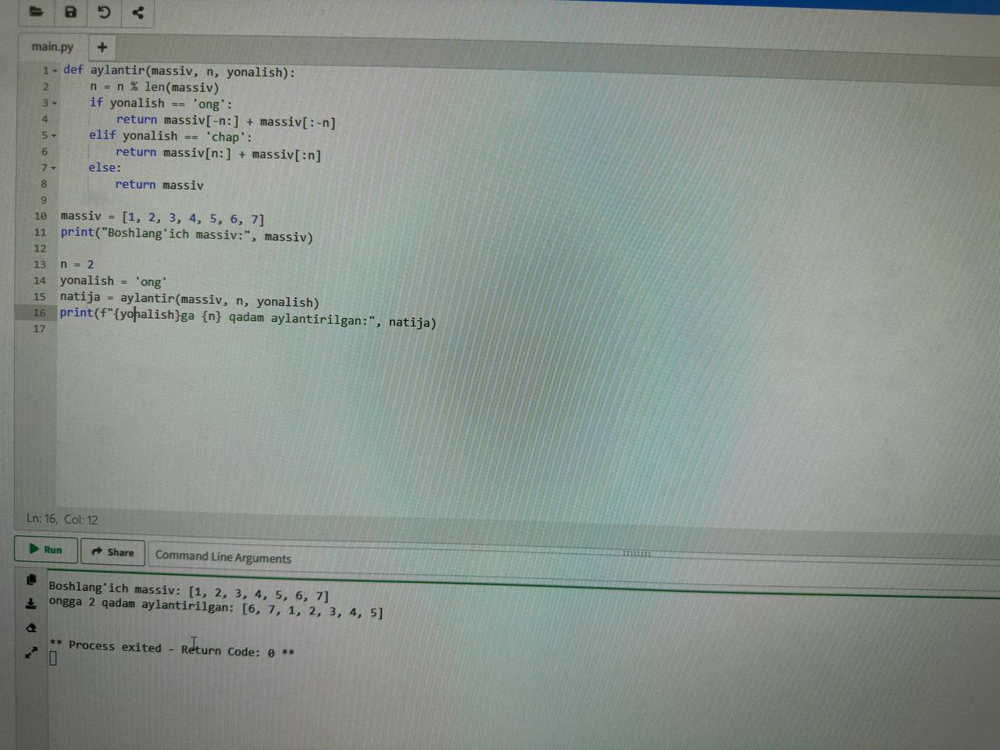 main.py +
1 def aylantir(massiv, n, yonalish):
2     n = n % len(massiv)
3     if yonalish == 'ong':
4         return massiv[-n:] + massiv[:-n]
5     elif yonalish == 'chap':
6         return massiv[n:] + massiv[:n]
7     else:
8         return massiv
9
10 massiv = [1, 2, 3, 4, 5, 6, 7]
11 print("Boshlang'ich massiv:", massiv)
12
13 n = 2
14 yonalish = 'ong'
15 natija = aylantir(massiv, n, yonalish)
16 print(f"{yonalish}ga {n} qadam aylantirilgan:", natija)
17
Ln: 16, Col: 12
Run Share Command Line Arguments
Boshlang'ich massiv: [1, 2, 3, 4, 5, 6, 7]
ongga 2 qadam aylantirilgan: [6, 7, 1, 2, 3, 4, 5]
** Process exited - Return Code: 0 **